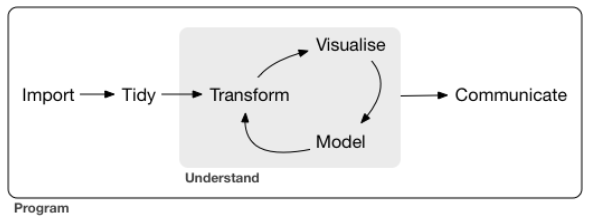 Visualise
Import
Tidy
Transform
Communicate
Model
Understand
Program